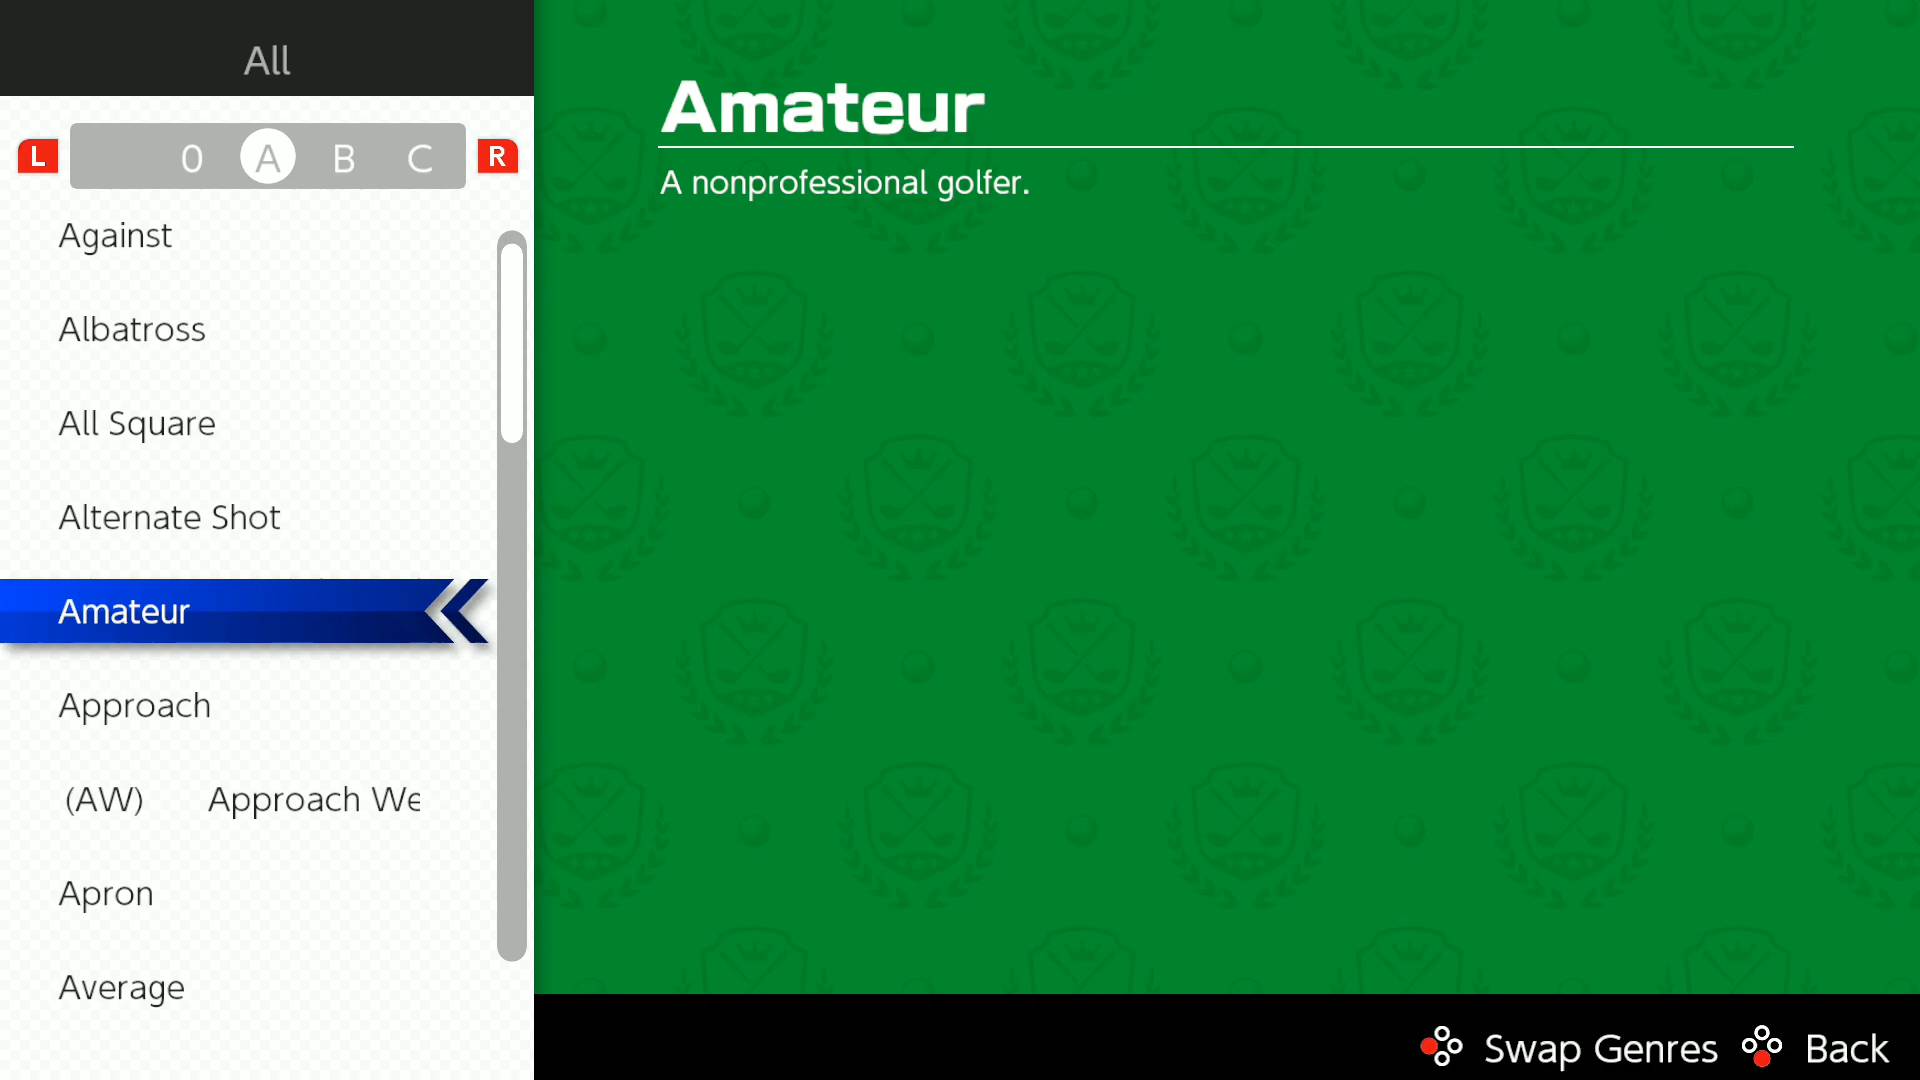 All
L 0 A B C R
Against
Albatross
All Square
Alternate Shot
Amateur
Approach
(AW) Approach We
Apron
Average
Amateur
A nonprofessional golfer.
Swap Genres Back